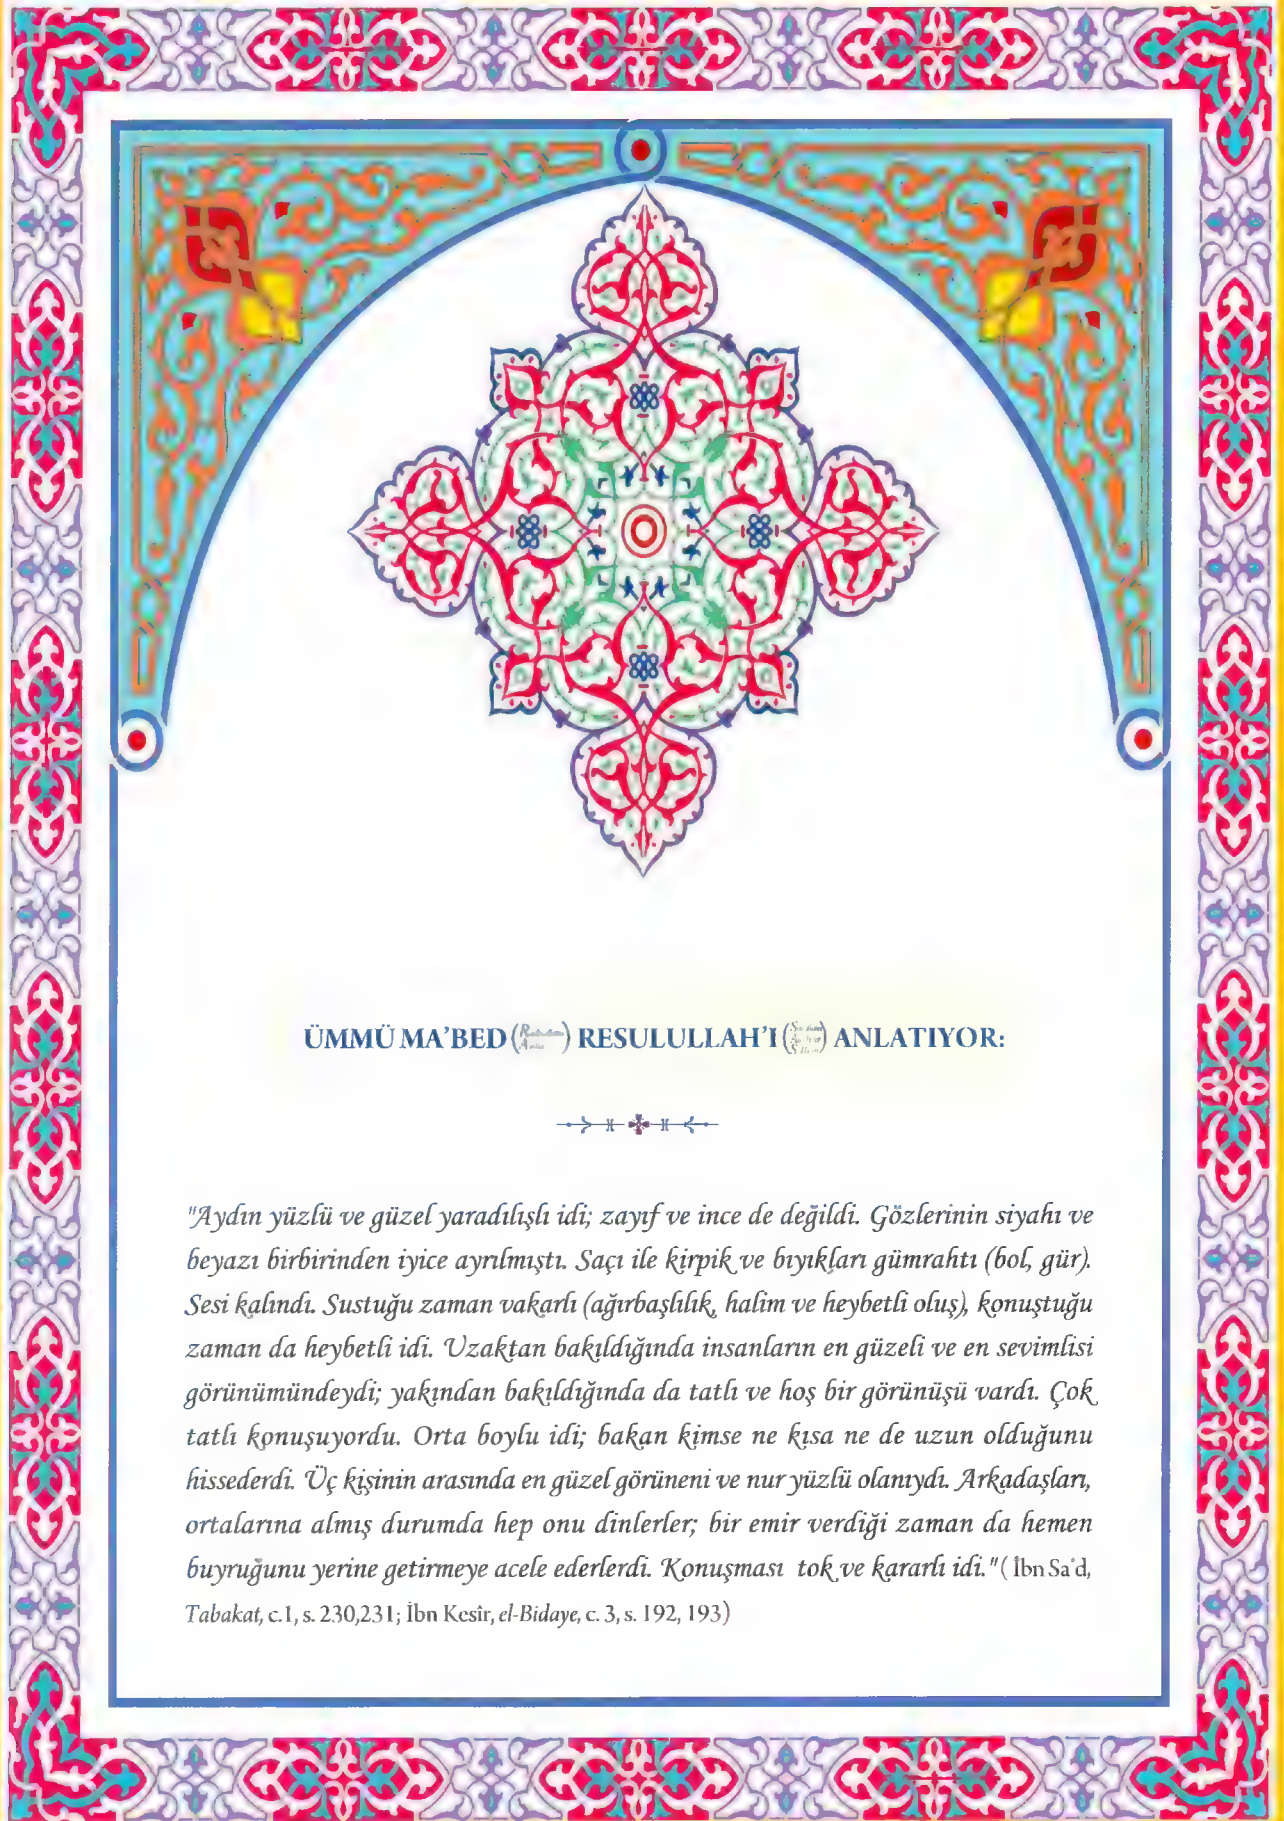 ÜMMÜ MA'BED RESULULLAH'I ANLATIYOR:
"Aydın yüzlü ve güzel yaradılışlı idi; zayıf ve ince de değildi. Gözlerinin siyahı ve
beyazı birbirinden iyice ayrılmıştı. Saçı ile kirpik ve bıyıkları gümrahtı (bol, gür).
Sesi kalındı. Sustuğu zaman vakarlı (ağırbaşlılık, halim ve heybetli oluş), konuştuğu
zaman da heybetli idi. Uzaktan bakıldığında insanların en güzeli ve en sevimlisi
görünümündeydi; yakından bakıldığında da tatlı ve hoş bir görünüşü vardı. Çok
tatlı konuşuyordu. Orta boylu idi; bakan kimse ne kısa ne de uzun olduğunu
hissederdi. Üç kişinin arasında en güzel görüneni ve nur yüzlü olanıydı. Arkadaşları,
ortalarına almış durumda hep onu dinlerler; bir emir verdiği zaman da hemen
buyruğunu yerine getirmeye acele ederlerdi. Konuşması tok ve kararlı idi." ( İbn Sa'd,
Tabakat, c.1, s. 230,231; İbn Kesîr, el-Bidaye, c. 3, s. 192, 193)